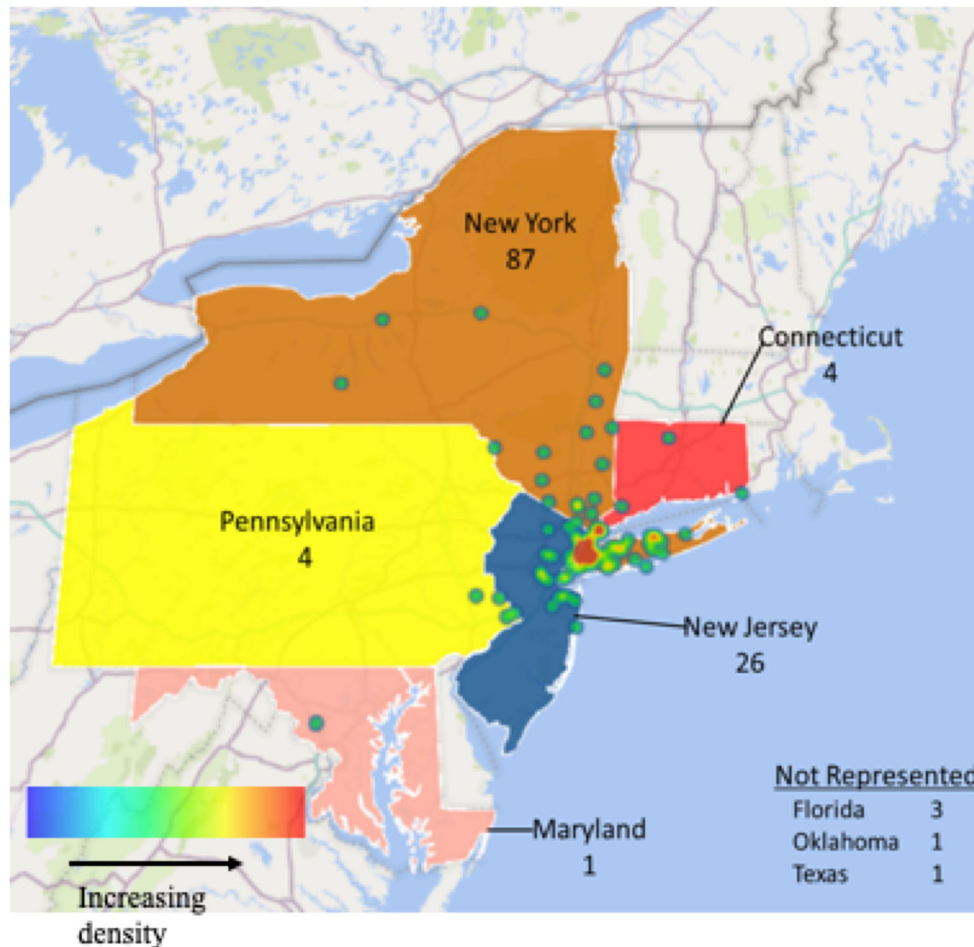 New York
87
Connecticut
4
Pennsylvania
4
New Jersey
26
Not Represented
Florida 3
Oklahoma 1
Texas 1
Maryland
1
Increasing
density